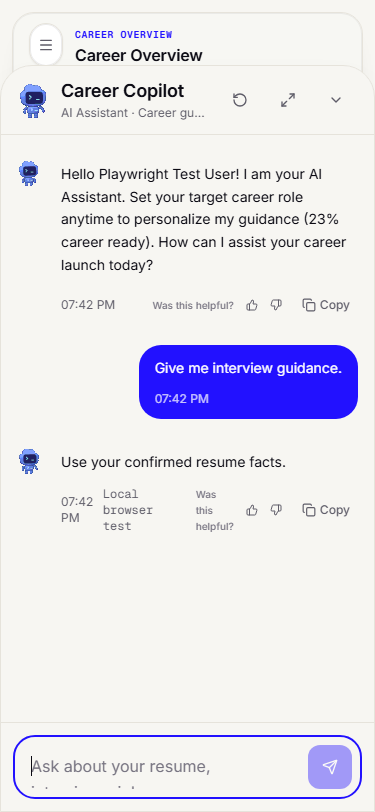 CAREER OVERVIEW
Career Overview
Career Copilot
AI Assistant · Career gu...
Hello Playwright Test User! I am your AI
Assistant. Set your target career role
anytime to personalize my guidance (23%
career ready). How can I assist your career
launch today?
07:42 PM Was this helpful? Copy
Give me interview guidance.
07:42 PM
Use your confirmed resume facts.
07:42 PM Local browser test Was this helpful? Copy
Ask about your resume,